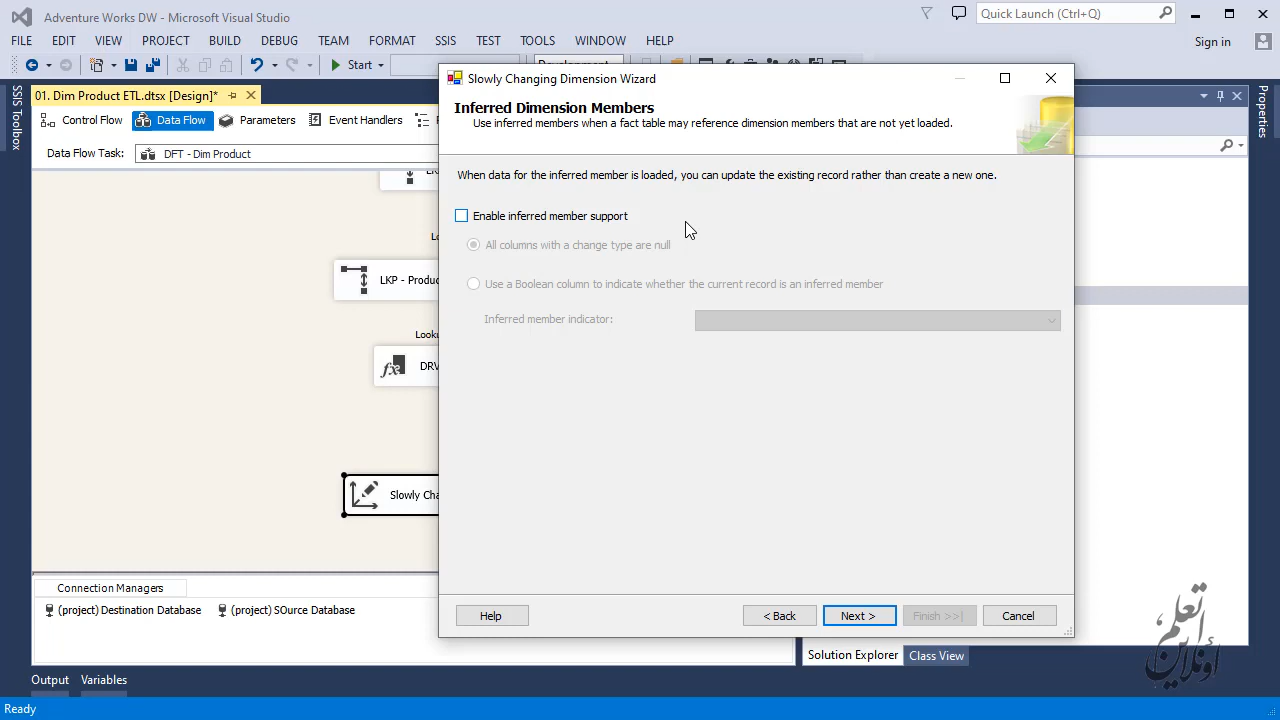 Adventure Works DW - Microsoft Visual Studio
Quick Launch (Ctrl+Q)
FILE EDIT VIEW PROJECT BUILD DEBUG TEAM FORMAT SSIS TEST TOOLS WINDOW HELP
Sign in
Start
Development
SSIS Toolbox
01. Dim Product ETL.dtsx [Design]*
Control Flow Data Flow Parameters Event Handlers
Data Flow Task: DFT - Dim Product
LKP - Produc
Looku
DRV
Slowly Cha
Slowly Changing Dimension Wizard
Inferred Dimension Members
Use inferred members when a fact table may reference dimension members that are not yet loaded.
When data for the inferred member is loaded, you can update the existing record rather than create a new one.
Enable inferred member support
All columns with a change type are null
Use a Boolean column to indicate whether the current record is an inferred member
Inferred member indicator:
Help < Back Next > Finish >>| Cancel
Properties
Connection Managers
(project) Destination Database (project) SOurce Database
Solution Explorer Class View
Output Variables
Ready
اتعلم
أونلاين